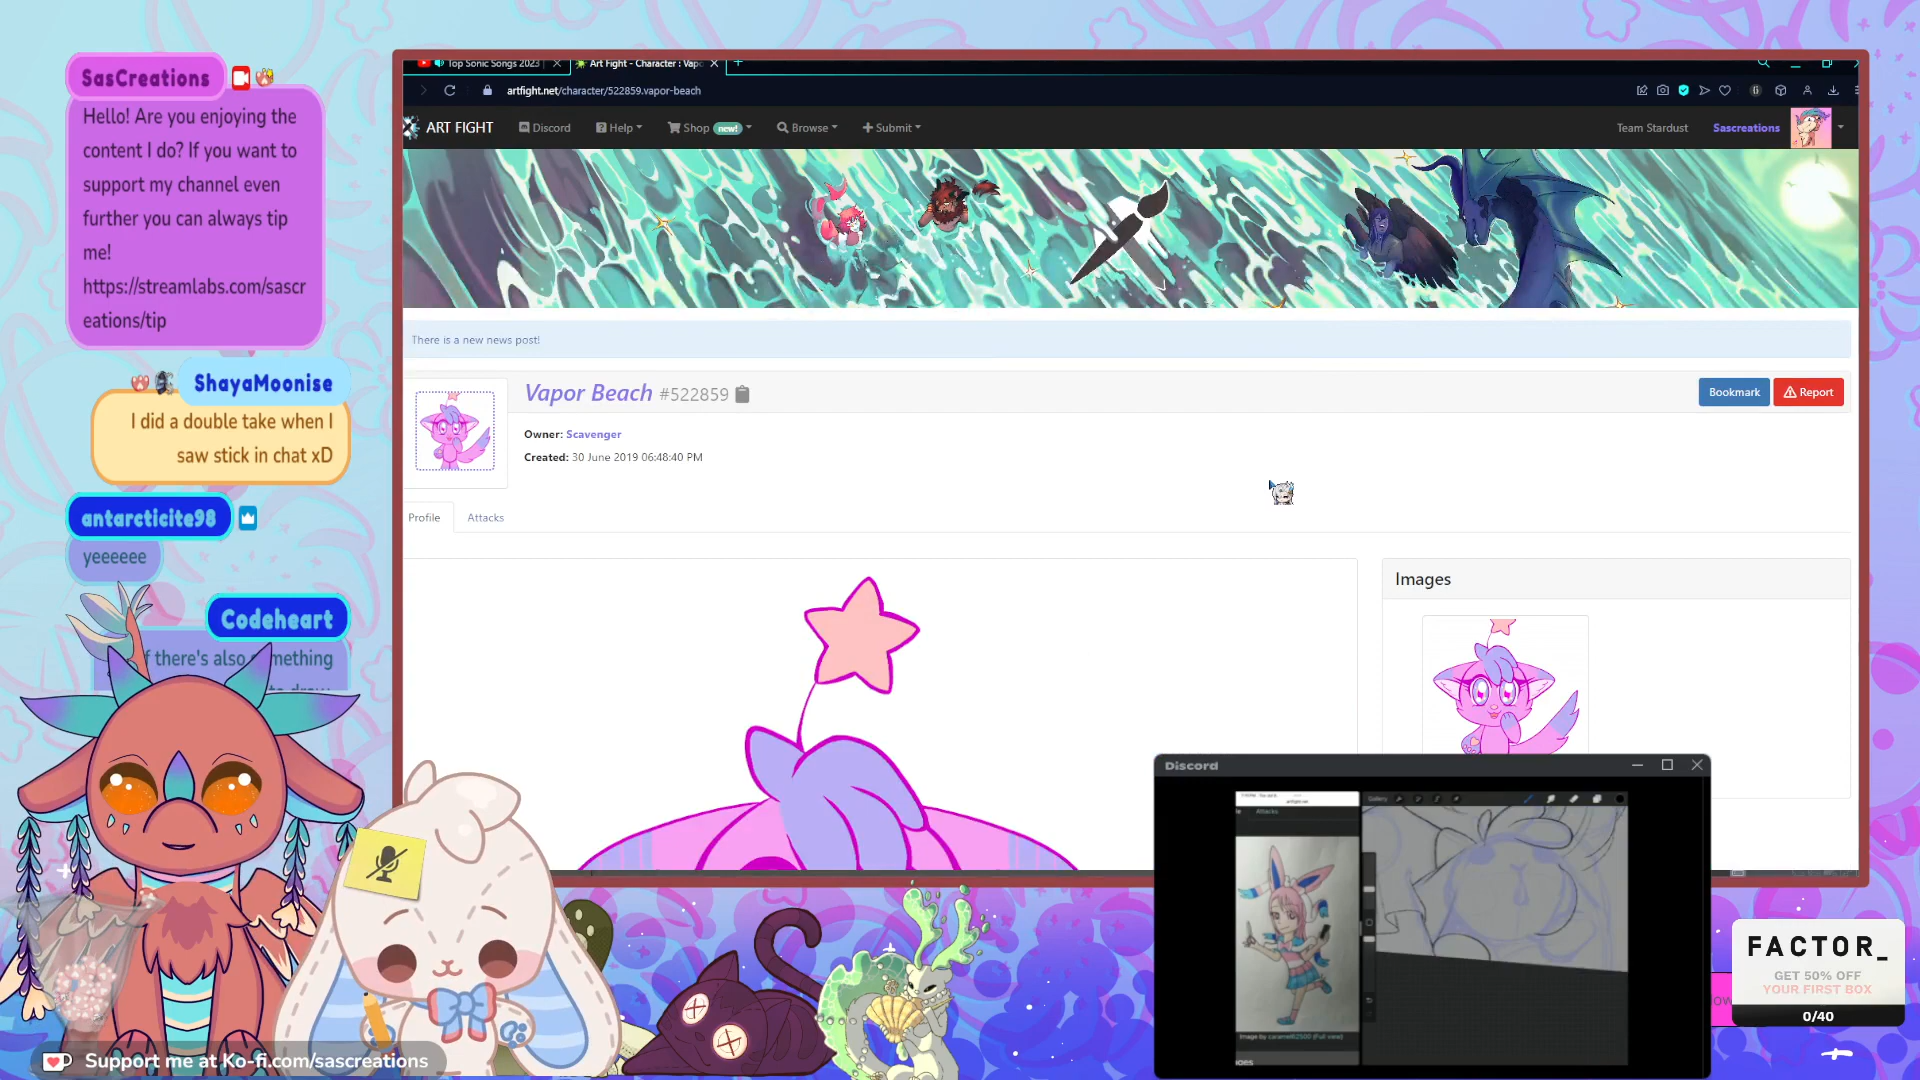 SasCreations
Hello! Are you enjoying the
content I do? If you want to
support my channel even
further you can always tip
me!
https://streamlabs.com/sascr
eations/tip
ShayaMoonise
I did a double take when I
saw stick in chat xD
antarcticite98
yeeeeee
Codeheart
if there's also something
Top Sonic Songs 2023
Art Fight - Character : Vapo
artfight.net/character/522859.vapor-beach
ART FIGHT
Discord
Help
Shop new!
Browse
Submit
Team Stardust
Sascreations
There is a new news post!
Vapor Beach #522859
Bookmark
Report
Owner: Scavenger
Created: 30 June 2019 06:48:40 PM
Profile
Attacks
Images
Discord
Attacks
Gallery
FACTOR_
GET 50% OFF
YOUR FIRST BOX
0/40
Support me at Ko-fi.com/sascreations